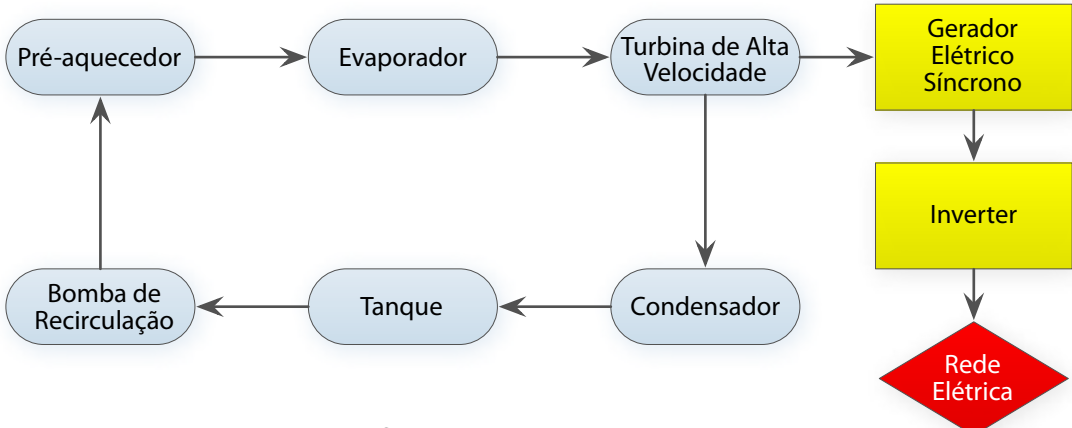 Pré-aquecedor
Evaporador
Turbina de Alta
Velocidade
Gerador
Elétrico
Síncrono
Inverter
Bomba de
Recirculação
Tanque
Condensador
Rede
Elétrica